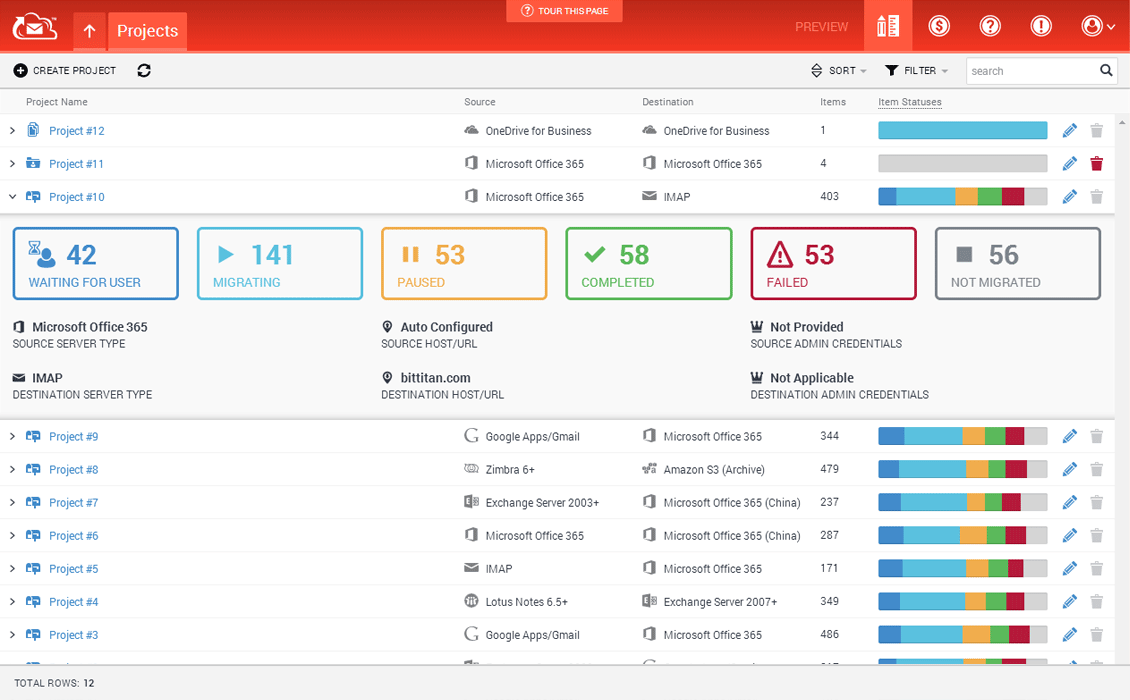 TOUR THIS PAGE
Projects
PREVIEW
CREATE PROJECT
SORT
FILTER
search
Project Name Source Destination Items Item Statuses
Project #12 OneDrive for Business OneDrive for Business 1
Project #11 Microsoft Office 365 Microsoft Office 365 4
Project #10 Microsoft Office 365 IMAP 403
42 141 53 58 53 56
WAITING FOR USER MIGRATING PAUSED COMPLETED FAILED NOT MIGRATED
Microsoft Office 365 Auto Configured Not Provided
SOURCE SERVER TYPE SOURCE HOST/URL SOURCE ADMIN CREDENTIALS
IMAP bittitan.com Not Applicable
DESTINATION SERVER TYPE DESTINATION HOST/URL DESTINATION ADMIN CREDENTIALS
Project #9 Google Apps/Gmail Microsoft Office 365 344
Project #8 Zimbra 6+ Amazon S3 (Archive) 479
Project #7 Exchange Server 2003+ Microsoft Office 365 (China) 237
Project #6 Microsoft Office 365 Microsoft Office 365 (China) 287
Project #5 IMAP Microsoft Office 365 171
Project #4 Lotus Notes 6.5+ Exchange Server 2007+ 349
Project #3 Google Apps/Gmail Microsoft Office 365 486
TOTAL ROWS: 12